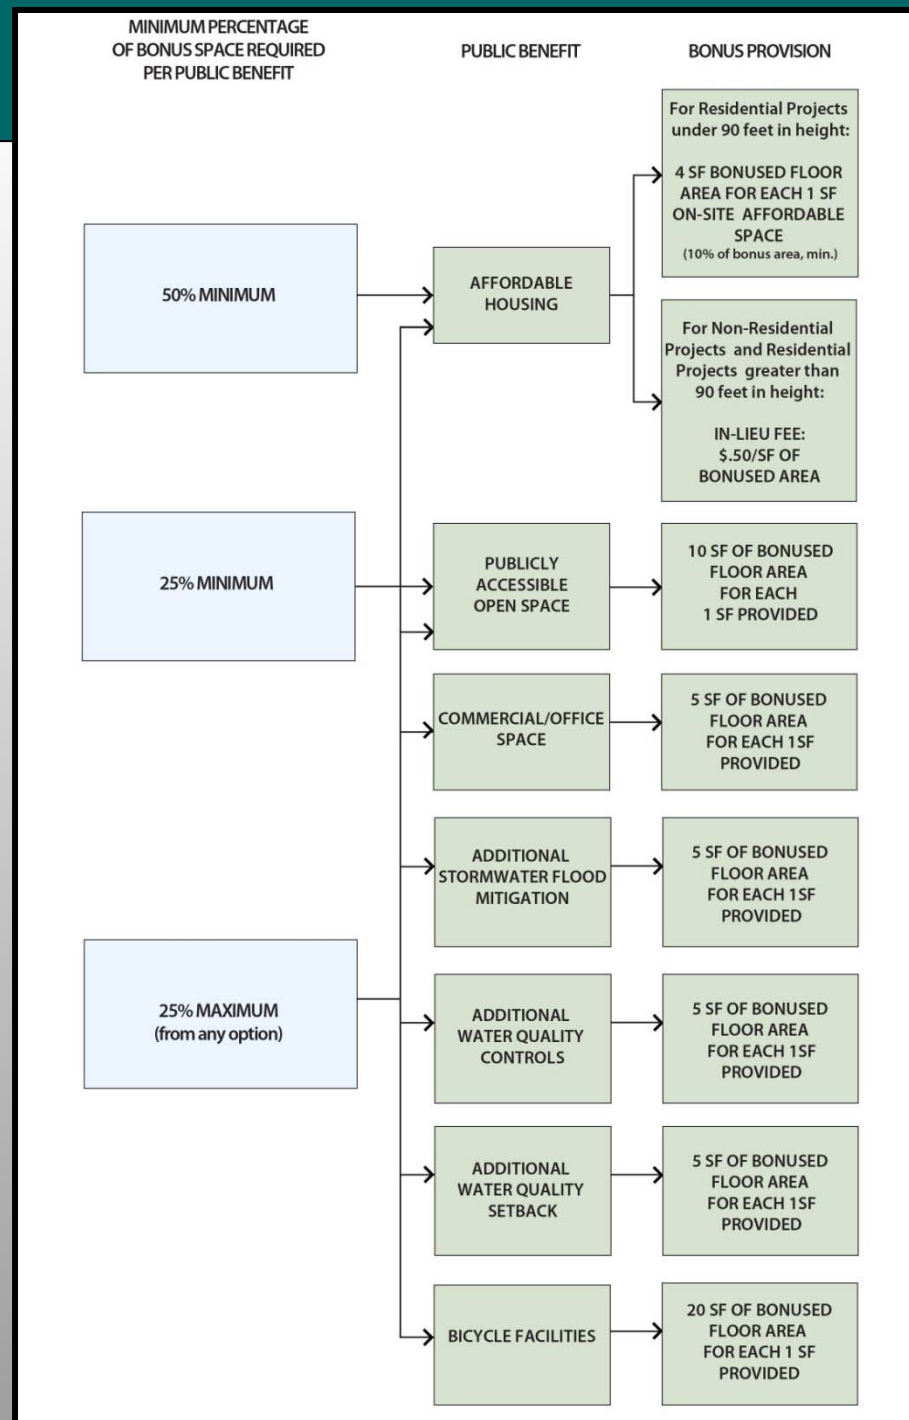 MINIMUM PERCENTAGE
OF BONUS SPACE REQUIRED
PER PUBLIC BENEFIT
PUBLIC BENEFIT
BONUS PROVISION
50% MINIMUM
AFFORDABLE
HOUSING
For Residential Projects
under 90 feet in height:
4 SF BONUSED FLOOR
AREA FOR EACH 1 SF
ON-SITE AFFORDABLE
SPACE
(10% of bonus area, min.)
For Non-Residential
Projects and Residential
Projects greater than
90 feet in height:
IN-LIEU FEE:
$.50/SF OF
BONUSED AREA
25% MINIMUM
PUBLICLY
ACCESSIBLE
OPEN SPACE
10 SF OF BONUSED
FLOOR AREA
FOR EACH
1 SF PROVIDED
COMMERCIAL/OFFICE
SPACE
5 SF OF BONUSED
FLOOR AREA
FOR EACH 1SF
PROVIDED
ADDITIONAL
STORMWATER FLOOD
MITIGATION
5 SF OF BONUSED
FLOOR AREA
FOR EACH 1SF
PROVIDED
25% MAXIMUM
(from any option)
ADDITIONAL
WATER QUALITY
CONTROLS
5 SF OF BONUSED
FLOOR AREA
FOR EACH 1SF
PROVIDED
ADDITIONAL
WATER QUALITY
SETBACK
5 SF OF BONUSED
FLOOR AREA
FOR EACH 1SF
PROVIDED
BICYCLE FACILITIES
20 SF OF BONUSED
FLOOR AREA
FOR EACH 1 SF
PROVIDED